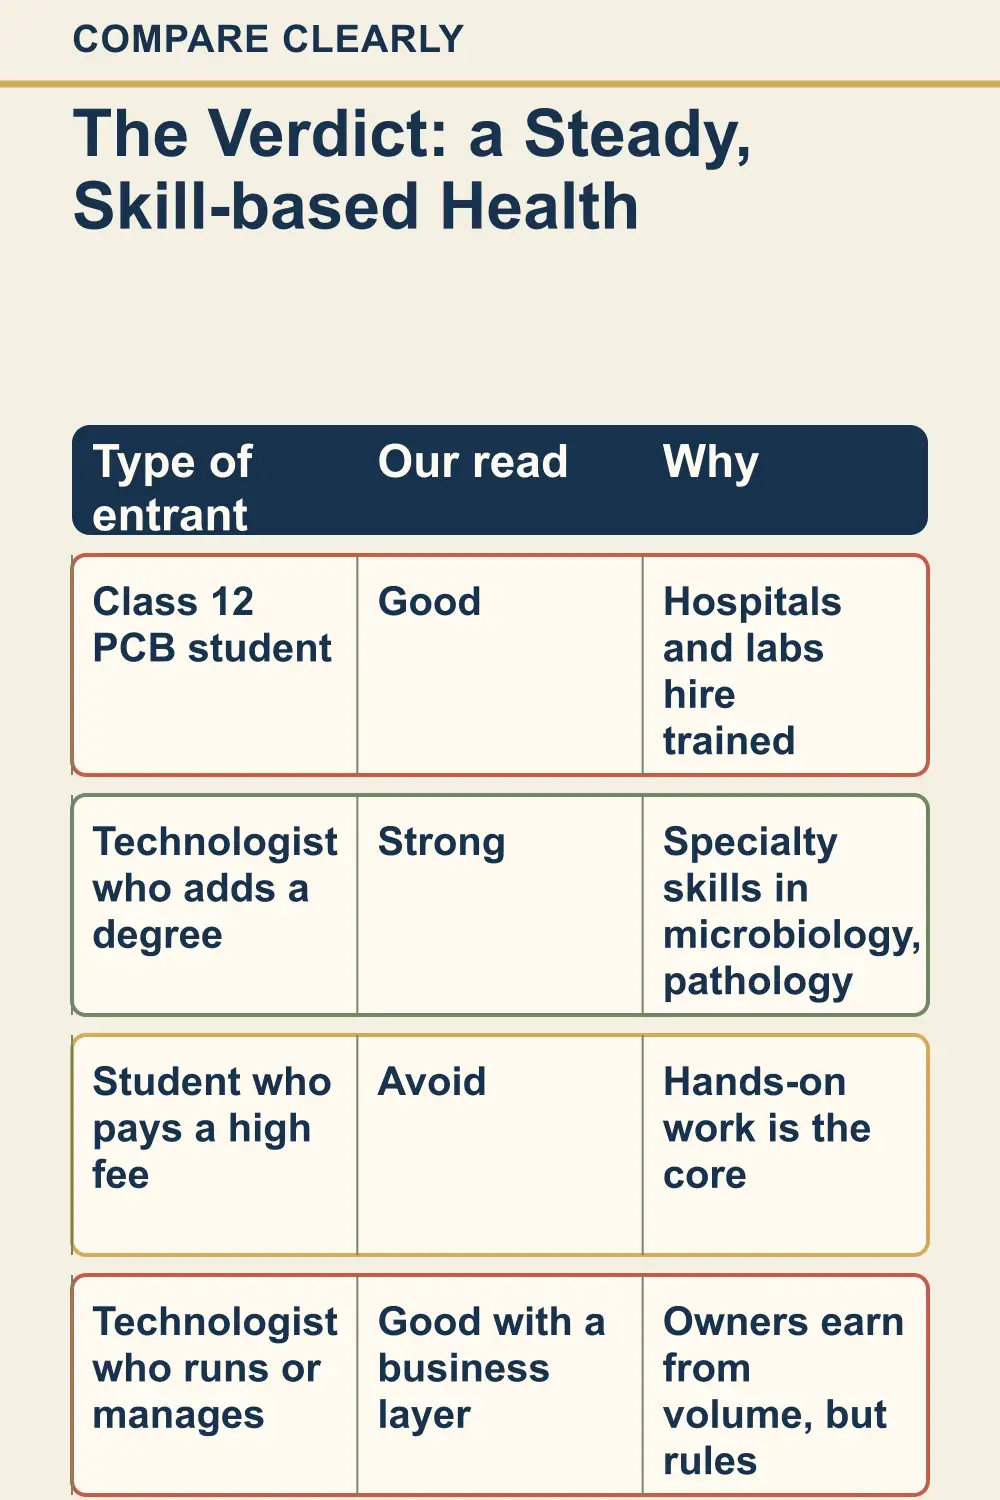 COMPARE CLEARLY
The Verdict: a Steady,
Skill-based Health
Type of
entrant
Our read
Why
Class 12
PCB student
Good
Hospitals
and labs
hire
trained
Technologist
who adds a
degree
Strong
Specialty
skills in
microbiology,
pathology
Student who
pays a high
fee
Avoid
Hands-on
work is the
core
Technologist
who runs or
manages
Good with a
business
layer
Owners earn
from
volume, but
rules